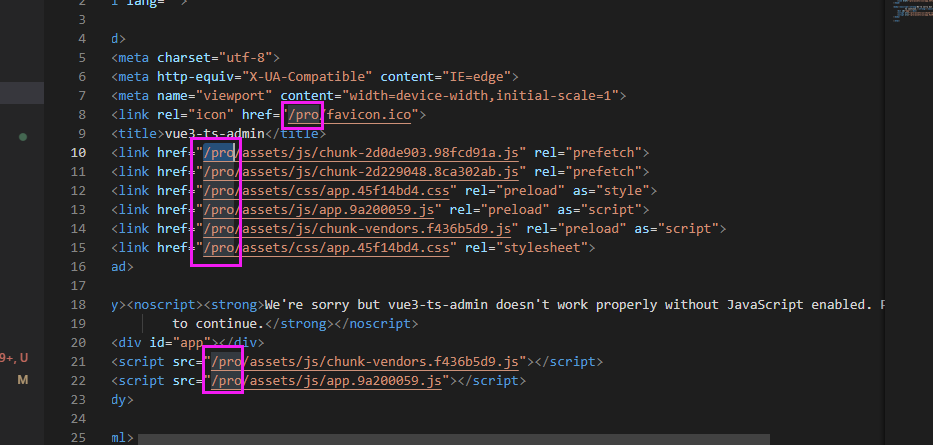 2 l lang=""
3
4 d>
5 <meta charset="utf-8">
6 <meta http-equiv="X-UA-Compatible" content="IE=edge">
7 <meta name="viewport" content="width=device-width,initial-scale=1">
8 <link rel="icon" href="/pro/favicon.ico">
9 <title>vue3-ts-admin</title>
10 <link href="/pro/assets/js/chunk-2d0de903.98fcd91a.js" rel="prefetch">
11 <link href="/pro/assets/js/chunk-2d229048.8ca302ab.js" rel="prefetch">
12 <link href="/pro/assets/css/app.45f14bd4.css" rel="preload" as="style">
13 <link href="/pro/assets/js/app.9a200059.js" rel="preload" as="script">
14 <link href="/pro/assets/js/chunk-vendors.f436b5d9.js" rel="preload" as="script">
15 <link href="/pro/assets/css/app.45f14bd4.css" rel="stylesheet">
16 ad>
17
18 y><noscript><strong>We're sorry but vue3-ts-admin doesn't work properly without JavaScript enabled.
19 to continue.</strong></noscript>
20 <div id="app"></div>
9+, U
21 <script src="/pro/assets/js/chunk-vendors.f436b5d9.js"></script>
22 <script src="/pro/assets/js/app.9a200059.js"></script>
M
23 dy>
24
25 ml>